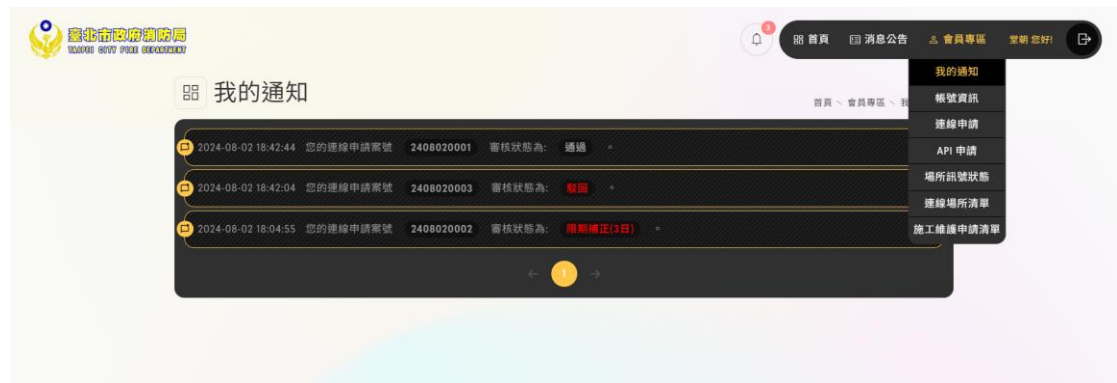 臺北市政府消防局
TAIPEI CITY FIRE DEPARTMENT
3
首頁 消息公告 會員專區 堂朝 您好!
我的通知
帳號資訊
連線申請
API 申請
場所訊號狀態
連線場所清單
施工維護申請清單
我的通知
首頁 > 會員專區 > 我
2024-08-02 18:42:44 您的連線申請案號 2408020001 審核狀態為: 通過 。
2024-08-02 18:42:04 您的連線申請案號 2408020003 審核狀態為: 駁回 。
2024-08-02 18:04:55 您的連線申請案號 2408020002 審核狀態為: 限期補正(3日) 。
← 1 →